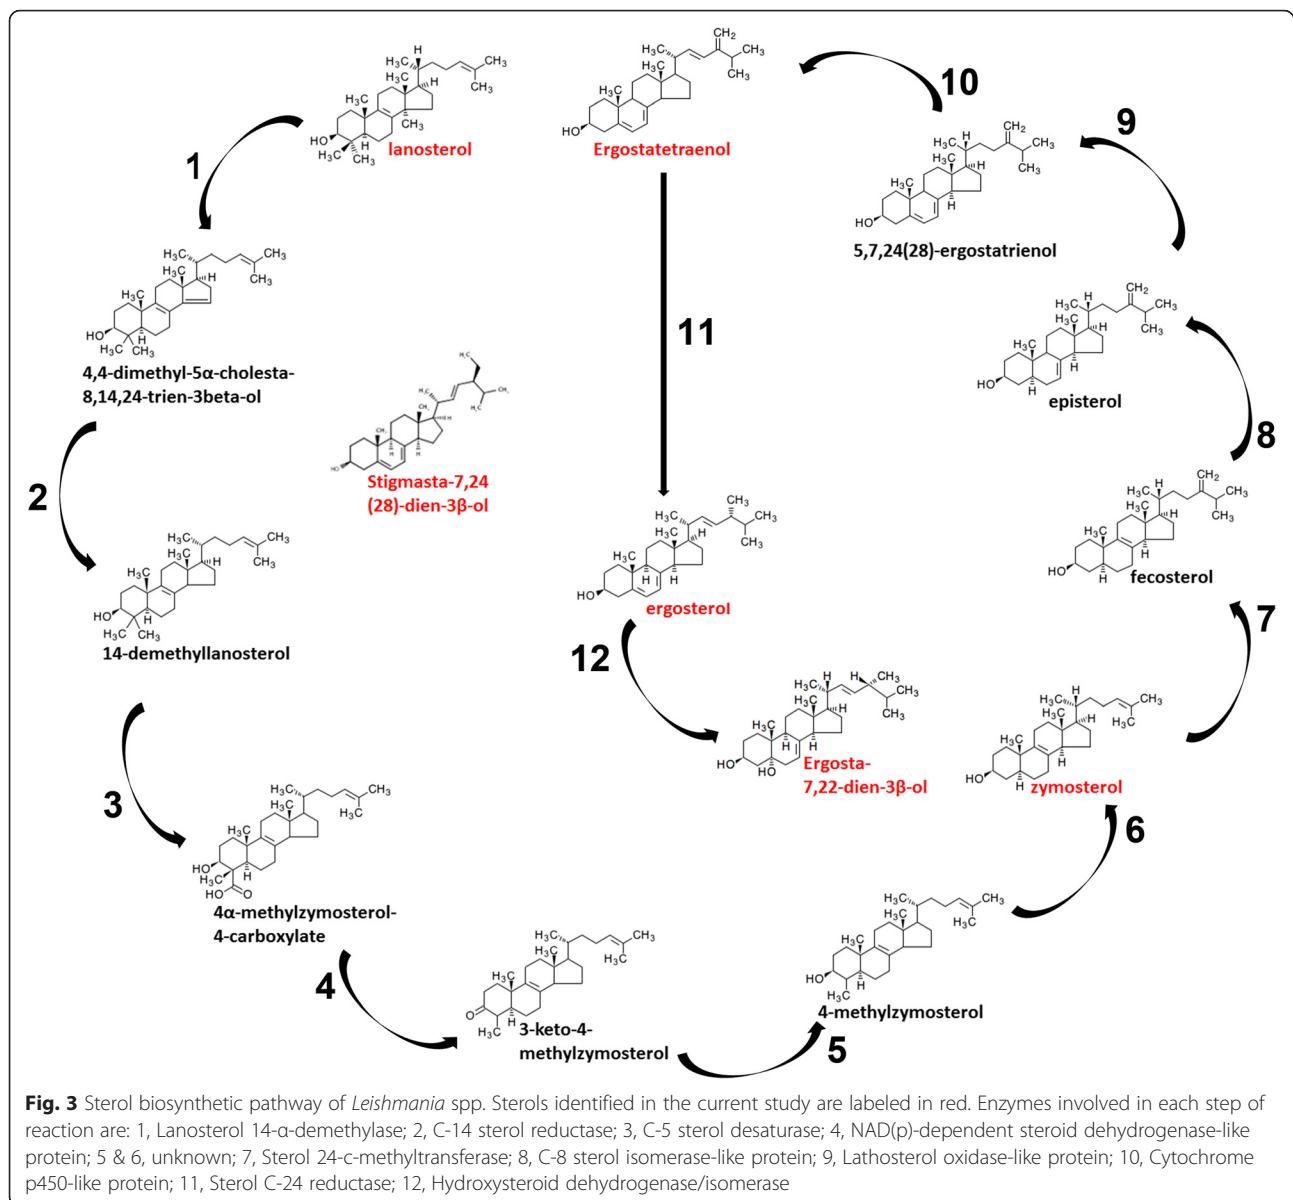 lanosterol
Ergostatetraenol
10
9
1
5,7,24(28)-ergostatrienol
11
4,4-dimethyl-5α-cholesta-
8,14,24-trien-3beta-ol
episterol
8
2
Stigmasta-7,24
(28)-dien-3β-ol
fecosterol
ergosterol
7
12
14-demethyllanosterol
Ergosta-
7,22-dien-3β-ol
zymosterol
3
6
4α-methylzymosterol-
4-carboxylate
4
4-methylzymosterol
3-keto-4-
methylzymosterol
5
Fig. 3 Sterol biosynthetic pathway of Leishmania spp. Sterols identified in the current study are labeled in red. Enzymes involved in each step of
reaction are: 1, Lanosterol 14-α-demethylase; 2, C-14 sterol reductase; 3, C-5 sterol desaturase; 4, NAD(p)-dependent steroid dehydrogenase-like
protein; 5 & 6, unknown; 7, Sterol 24-c-methyltransferase; 8, C-8 sterol isomerase-like protein; 9, Lathosterol oxidase-like protein; 10, Cytochrome
p450-like protein; 11, Sterol C-24 reductase; 12, Hydroxysteroid dehydrogenase/isomerase